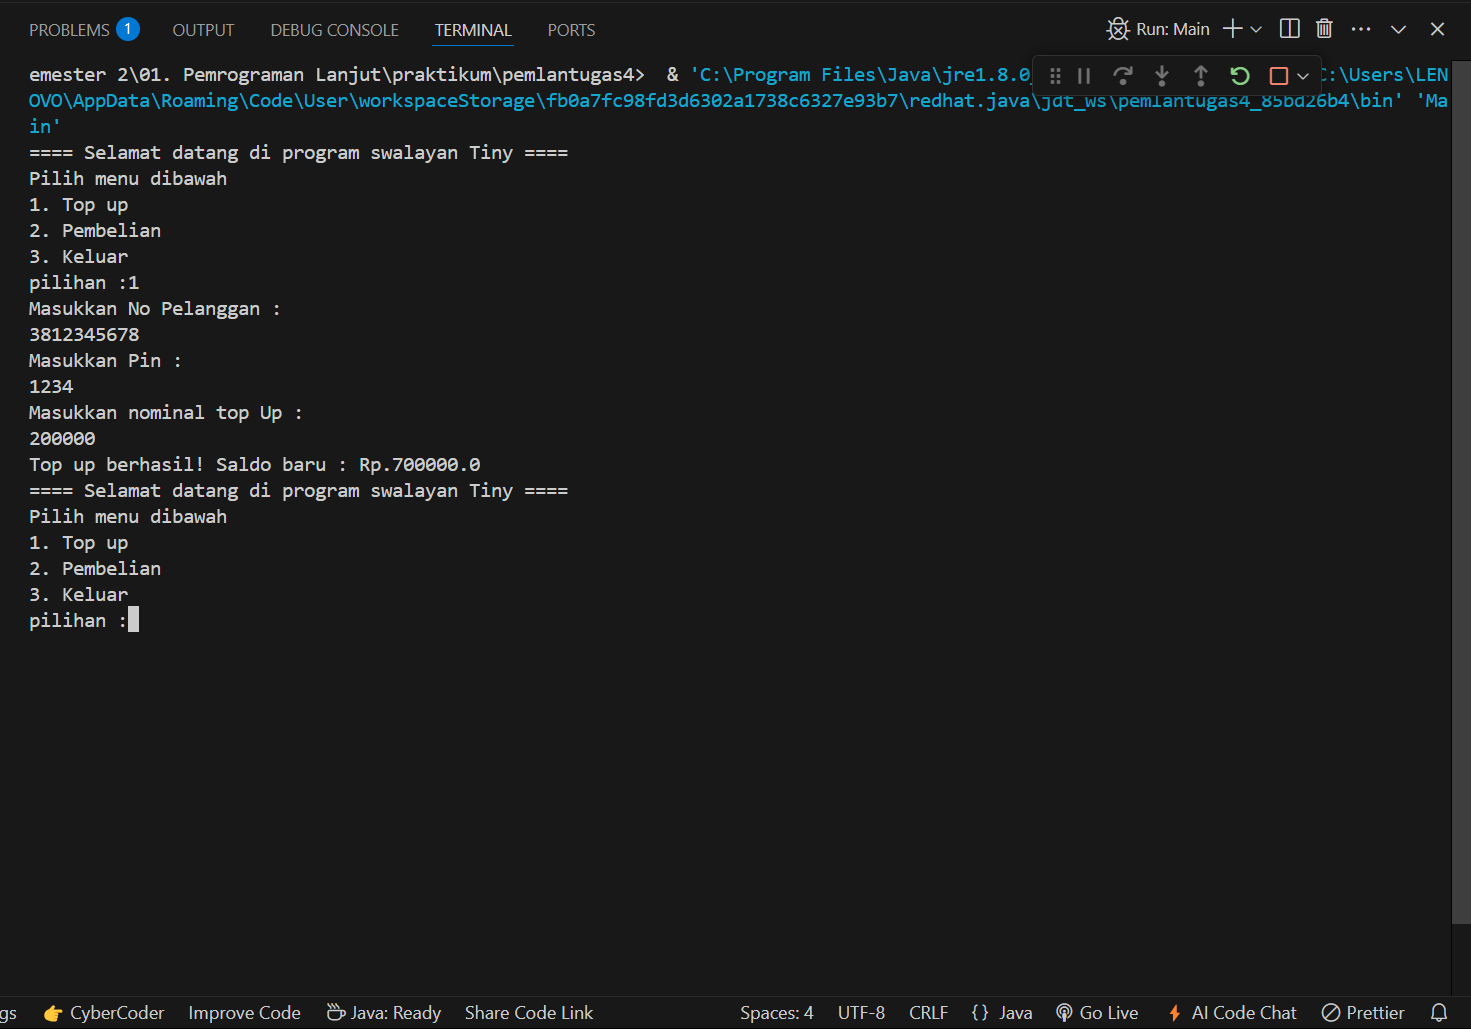 PROBLEMS 1 OUTPUT DEBUG CONSOLE TERMINAL PORTS Run: Main
emester 2\01. Pemrograman Lanjut\praktikum\pemlantugas4>  & 'C:\Program Files\Java\jre1.8.0 C:\Users\LEN
OVO\AppData\Roaming\Code\User\workspaceStorage\fb0a7fc98fd3d6302a1738c6327e93b7\redhat.java\jdt_ws\pemlantugas4_85bd26b4\bin' 'Ma
in'
==== Selamat datang di program swalayan Tiny ====
Pilih menu dibawah
1. Top up
2. Pembelian
3. Keluar
pilihan :1
Masukkan No Pelanggan :
3812345678
Masukkan Pin :
1234
Masukkan nominal top Up :
200000
Top up berhasil! Saldo baru : Rp.700000.0
==== Selamat datang di program swalayan Tiny ====
Pilih menu dibawah
1. Top up
2. Pembelian
3. Keluar
pilihan :
gs CyberCoder Improve Code Java: Ready Share Code Link Spaces: 4 UTF-8 CRLF {} Java Go Live AI Code Chat Prettier